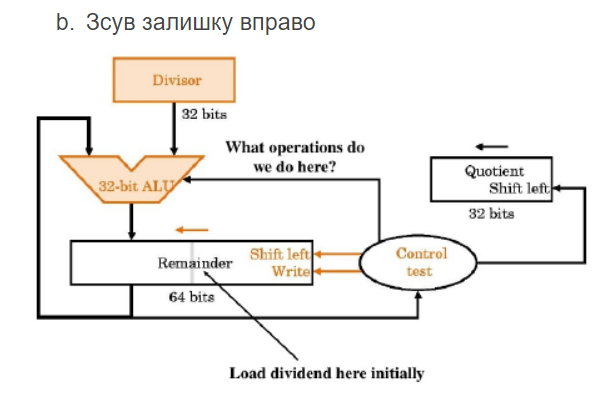 b. Зсув залишку вправо
Divisor
32 bits
What operations do
we do here?
32-bit ALU
Quotient
Shift left
32 bits
Remainder
Shift left
Write
Control
test
64 bits
Load dividend here initially